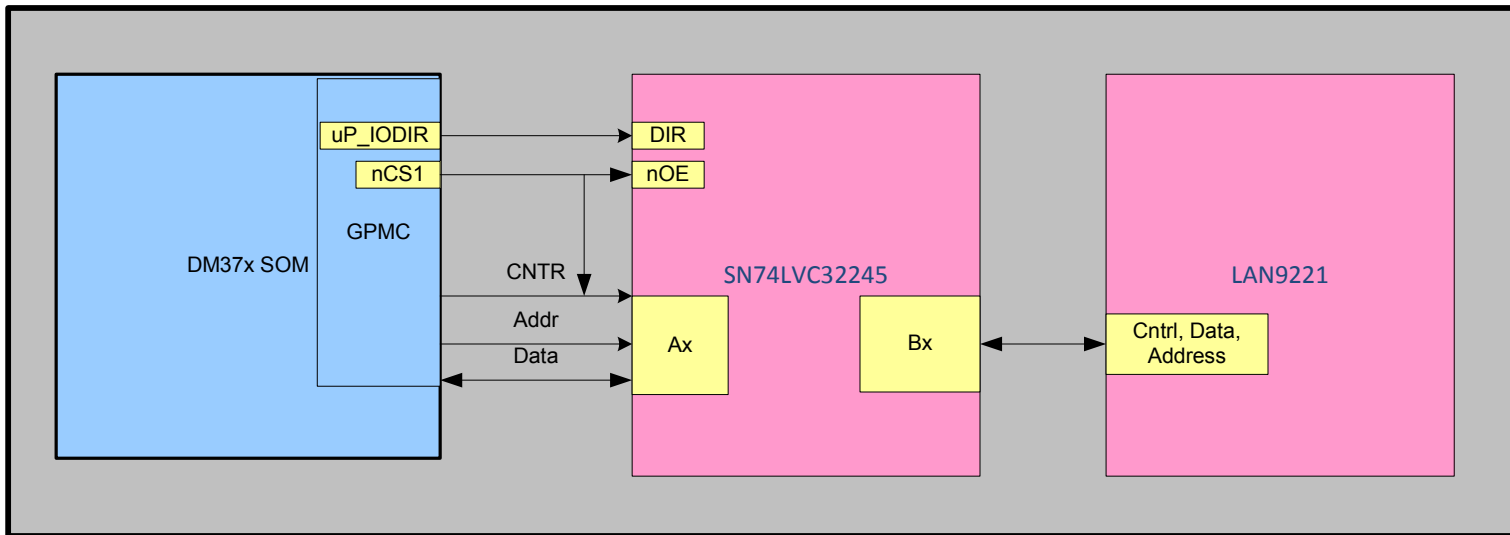 uP_IODIR
nCS1
GPMC
DM37x SOM
CNTR
Addr
Data
DIR
nOE
SN74LVC32245
Ax
Bx
LAN9221
Cntrl, Data,
Address